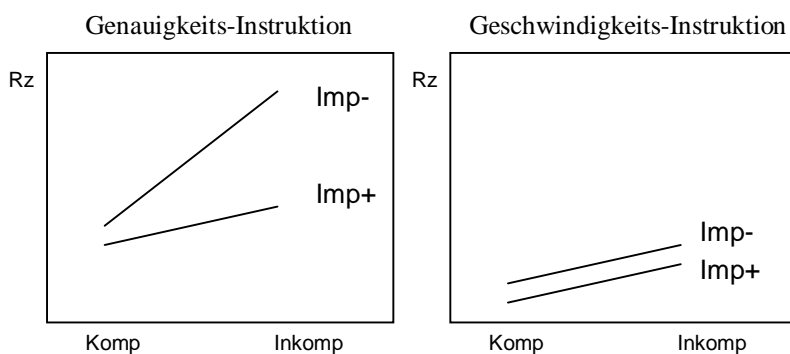 Genauigkeits-Instruktion
Rz
Imp-
Imp+
Komp Inkomp
Geschwindigkeits-Instruktion
Rz
Imp-
Imp+
Komp Inkomp